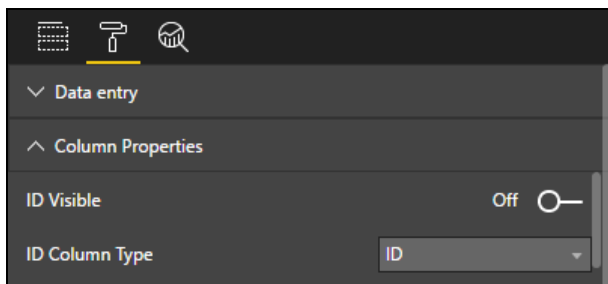 Data entry
Column Properties
ID Visible Off
ID Column Type ID